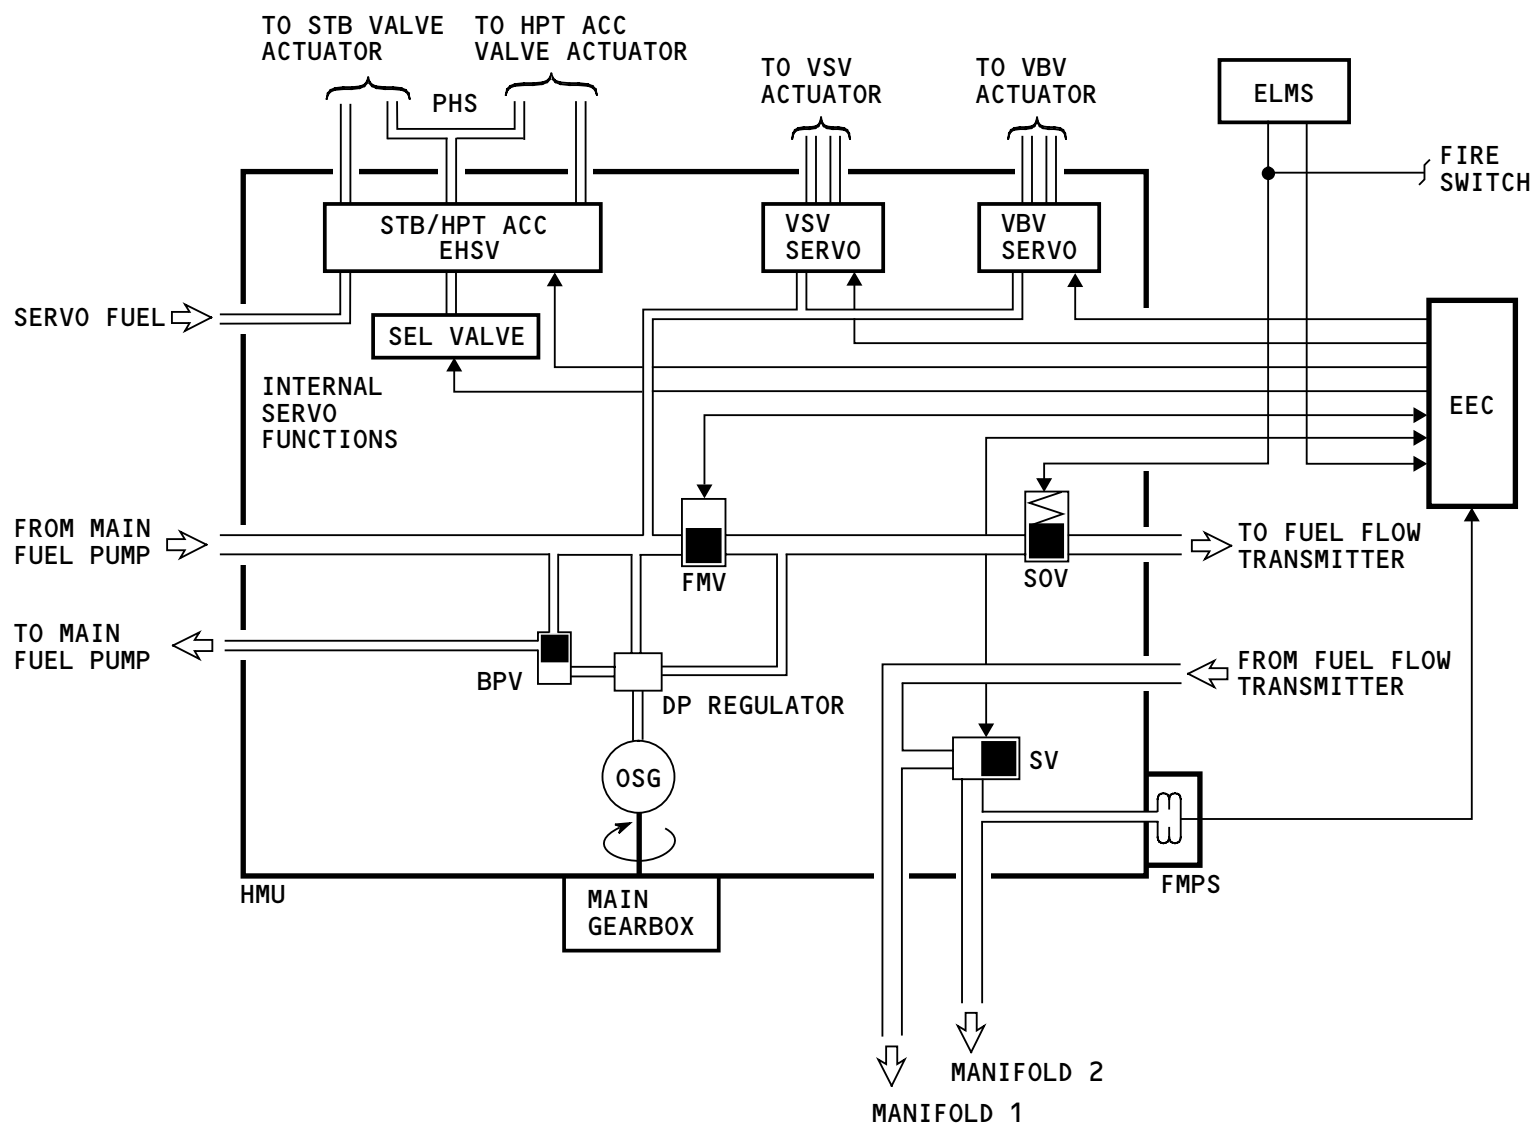 TO STB VALVE
ACTUATOR
TO HPT ACC
VALVE ACTUATOR
PHS
TO VSV
ACTUATOR
TO VBV
ACTUATOR
ELMS
FIRE
SWITCH
STB/HPT ACC
EHSV
VSV
SERVO
VBV
SERVO
SERVO FUEL
SEL VALVE
INTERNAL
SERVO
FUNCTIONS
EEC
FROM MAIN
FUEL PUMP
FMV
SOV
TO FUEL FLOW
TRANSMITTER
TO MAIN
FUEL PUMP
BPV
DP REGULATOR
FROM FUEL FLOW
TRANSMITTER
SV
OSG
HMU
MAIN
GEARBOX
FMPS
MANIFOLD 2
MANIFOLD 1